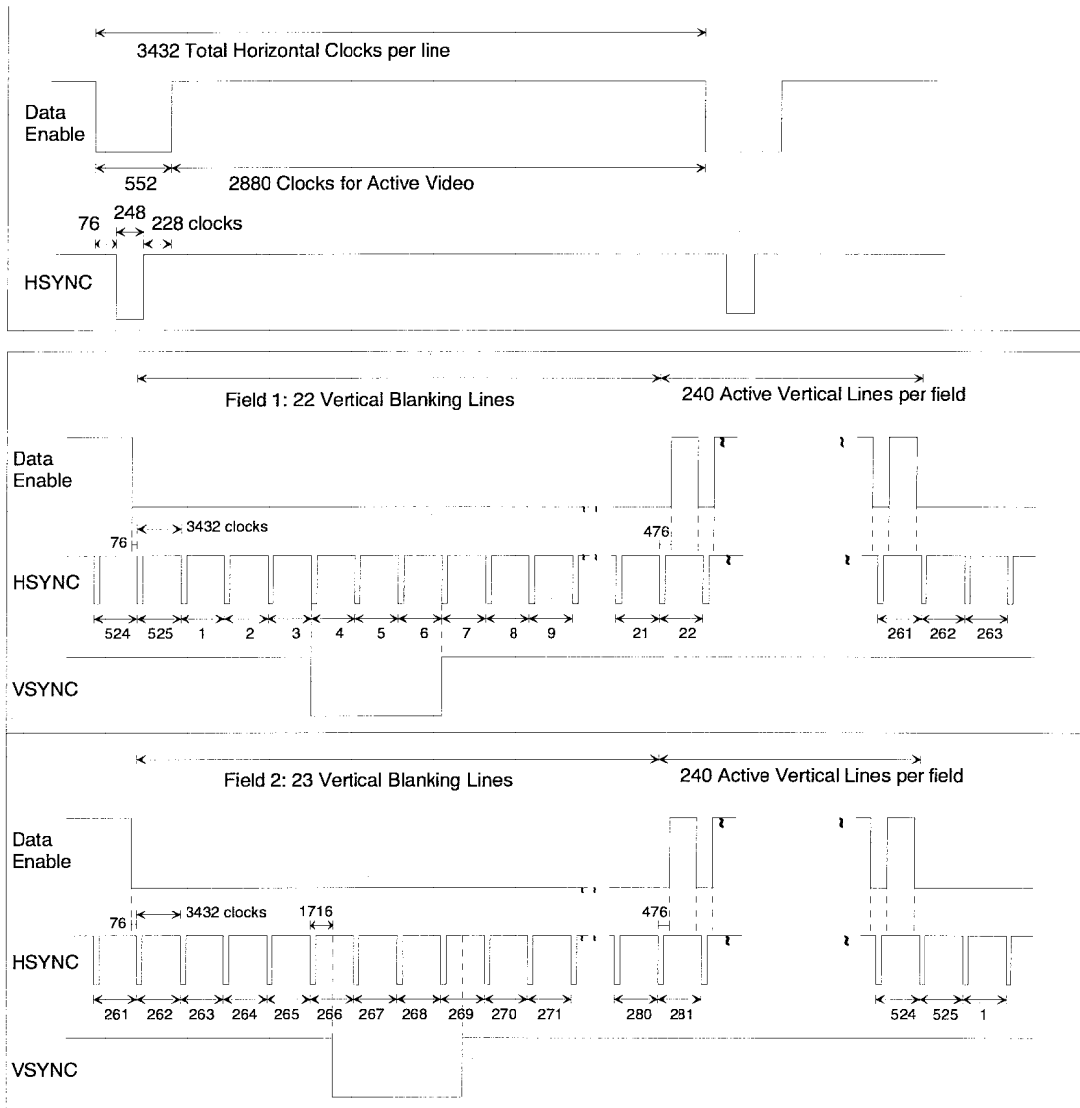 3432 Total Horizontal Clocks per line
Data
Enable
552 2880 Clocks for Active Video
76 248 228 clocks
HSYNC
Field 1: 22 Vertical Blanking Lines 240 Active Vertical Lines per field
Data
Enable
76 3432 clocks 476
HSYNC
524 525 1 2 3 4 5 6 7 8 9 21 22 261 262 263
VSYNC
Field 2: 23 Vertical Blanking Lines 240 Active Vertical Lines per field
Data
Enable
76 3432 clocks 1716 476
HSYNC
261 262 263 264 265 266 267 268 269 270 271 280 291 524 525 1
VSYNC